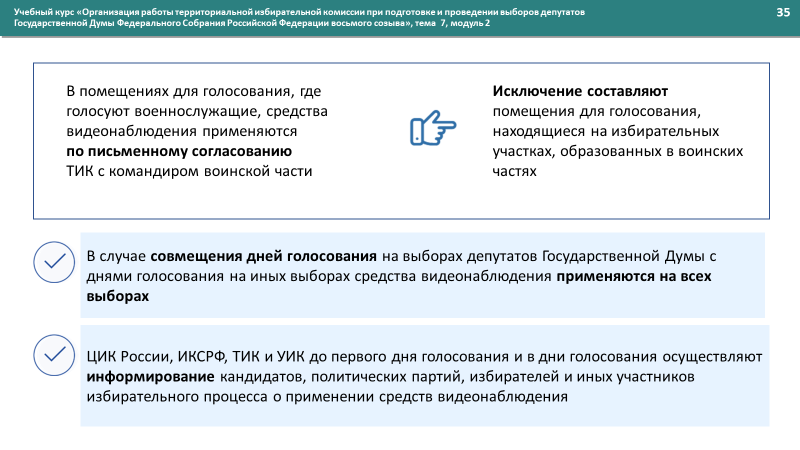 Учебный курс «Организация работы территориальной избирательной комиссии при подготовке и проведении выборов депутатов
Государственной Думы Федерального Собрания Российской Федерации восьмого созыва», тема 7, модуль 2
35
В помещениях для голосования, где
голосуют военнослужащие, средства
видеонаблюдения применяются
по письменному согласованию
ТИК с командиром воинской части
Исключение составляют
помещения для голосования,
находящиеся на избирательных
участках, образованных в воинских
частях
В случае совмещения дней голосования на выборах депутатов Государственной Думы с
днями голосования на иных выборах средства видеонаблюдения применяются на всех
выборах
ЦИК России, ИКСРФ, ТИК и УИК до первого дня голосования и в дни голосования осуществляют
информирование кандидатов, политических партий, избирателей и иных участников
избирательного процесса о применении средств видеонаблюдения